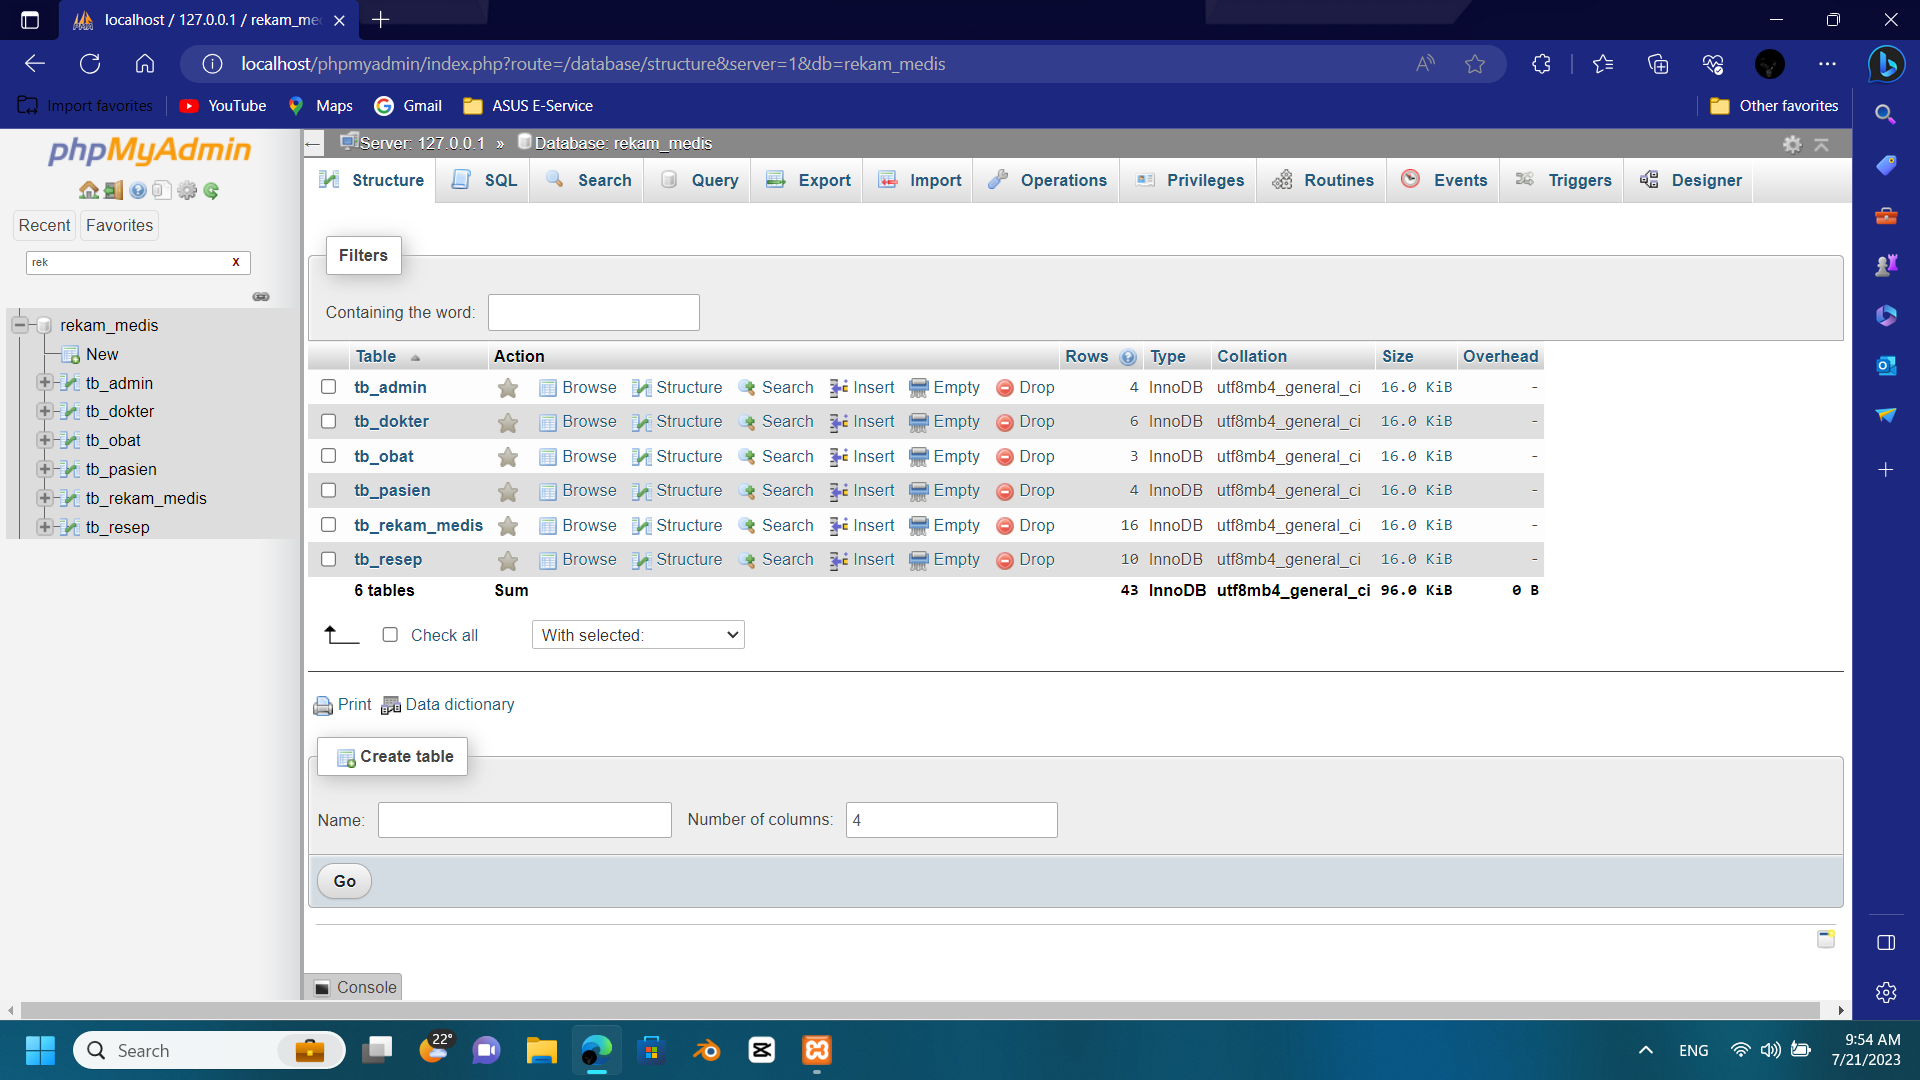 localhost / 127.0.0.1 / rekam_me
localhost/phpmyadmin/index.php?route=/database/structure&server=1&db=rekam_medis
Import favorites
YouTube
Maps
Gmail
ASUS E-Service
Other favorites
phpMyAdmin
Recent
Favorites
rek
X
rekam_medis
New
tb_admin
tb_dokter
tb_obat
tb_pasien
tb_rekam_medis
tb_resep
Server: 127.0.0.1 » Database: rekam_medis
Structure SQL Search Query Export Import Operations Privileges Routines Events Triggers Designer
Filters
Containing the word:
Table Action Rows Type Collation Size Overhead
tb_admin Browse Structure Search Insert Empty Drop 4 InnoDB utf8mb4_general_ci 16.0 KiB -
tb_dokter Browse Structure Search Insert Empty Drop 6 InnoDB utf8mb4_general_ci 16.0 KiB -
tb_obat Browse Structure Search Insert Empty Drop 3 InnoDB utf8mb4_general_ci 16.0 KiB -
tb_pasien Browse Structure Search Insert Empty Drop 4 InnoDB utf8mb4_general_ci 16.0 KiB -
tb_rekam_medis Browse Structure Search Insert Empty Drop 16 InnoDB utf8mb4_general_ci 16.0 KiB -
tb_resep Browse Structure Search Insert Empty Drop 10 InnoDB utf8mb4_general_ci 16.0 KiB -
6 tables Sum 43 InnoDB utf8mb4_general_ci 96.0 KiB 0 B
Check all With selected:
Print Data dictionary
Create table
Name: Number of columns: 4
Go
Console
Search
22°
ENG
9:54 AM
7/21/2023